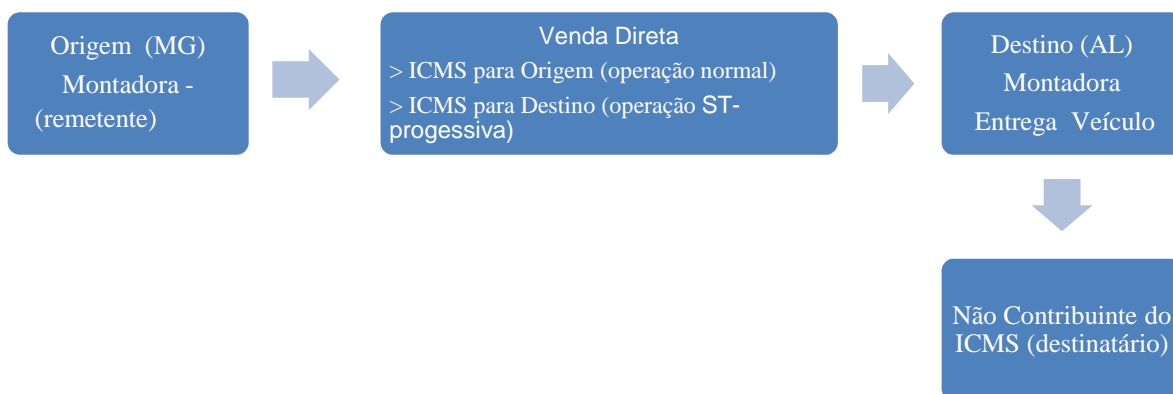 Origem (MG)
Montadora -
(remetente)
Venda Direta
> ICMS para Origem (operação normal)
> ICMS para Destino (operação ST-
progessiva)
Destino (AL)
Montadora
Entrega Veículo
Não Contribuinte do
ICMS (destinatário)